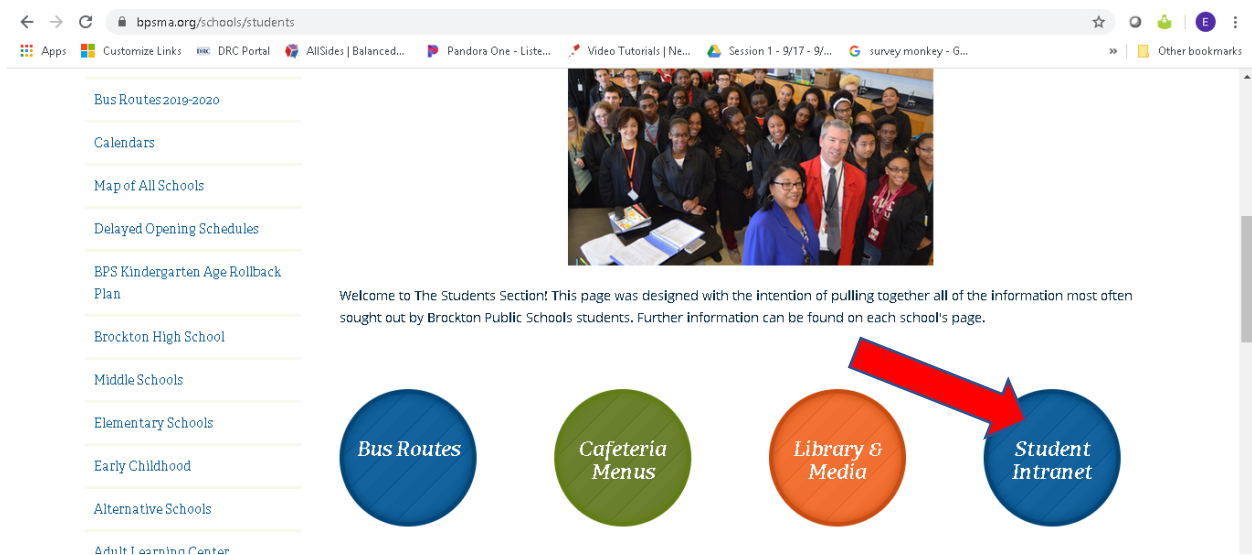 bpsma.org/schools/students
E
Apps Customize Links DRC DRC Portal AllSides | Balanced... Pandora One - Liste... Video Tutorials | Ne... Session 1 - 9/17 - 9/... G survey monkey - G... » Other bookmarks
Bus Routes 2019-2020
Calendars
Map of All Schools
Delayed Opening Schedules
BPS Kindergarten Age Rollback
Plan
Brockton High School
Middle Schools
Elementary Schools
Early Childhood
Alternative Schools
Adult Learning Center
Welcome to The Students Section! This page was designed with the intention of pulling together all of the information most often
sought out by Brockton Public Schools students. Further information can be found on each school's page.
Bus Routes
Cafeteria
Menus
Library &
Media
Student
Intranet